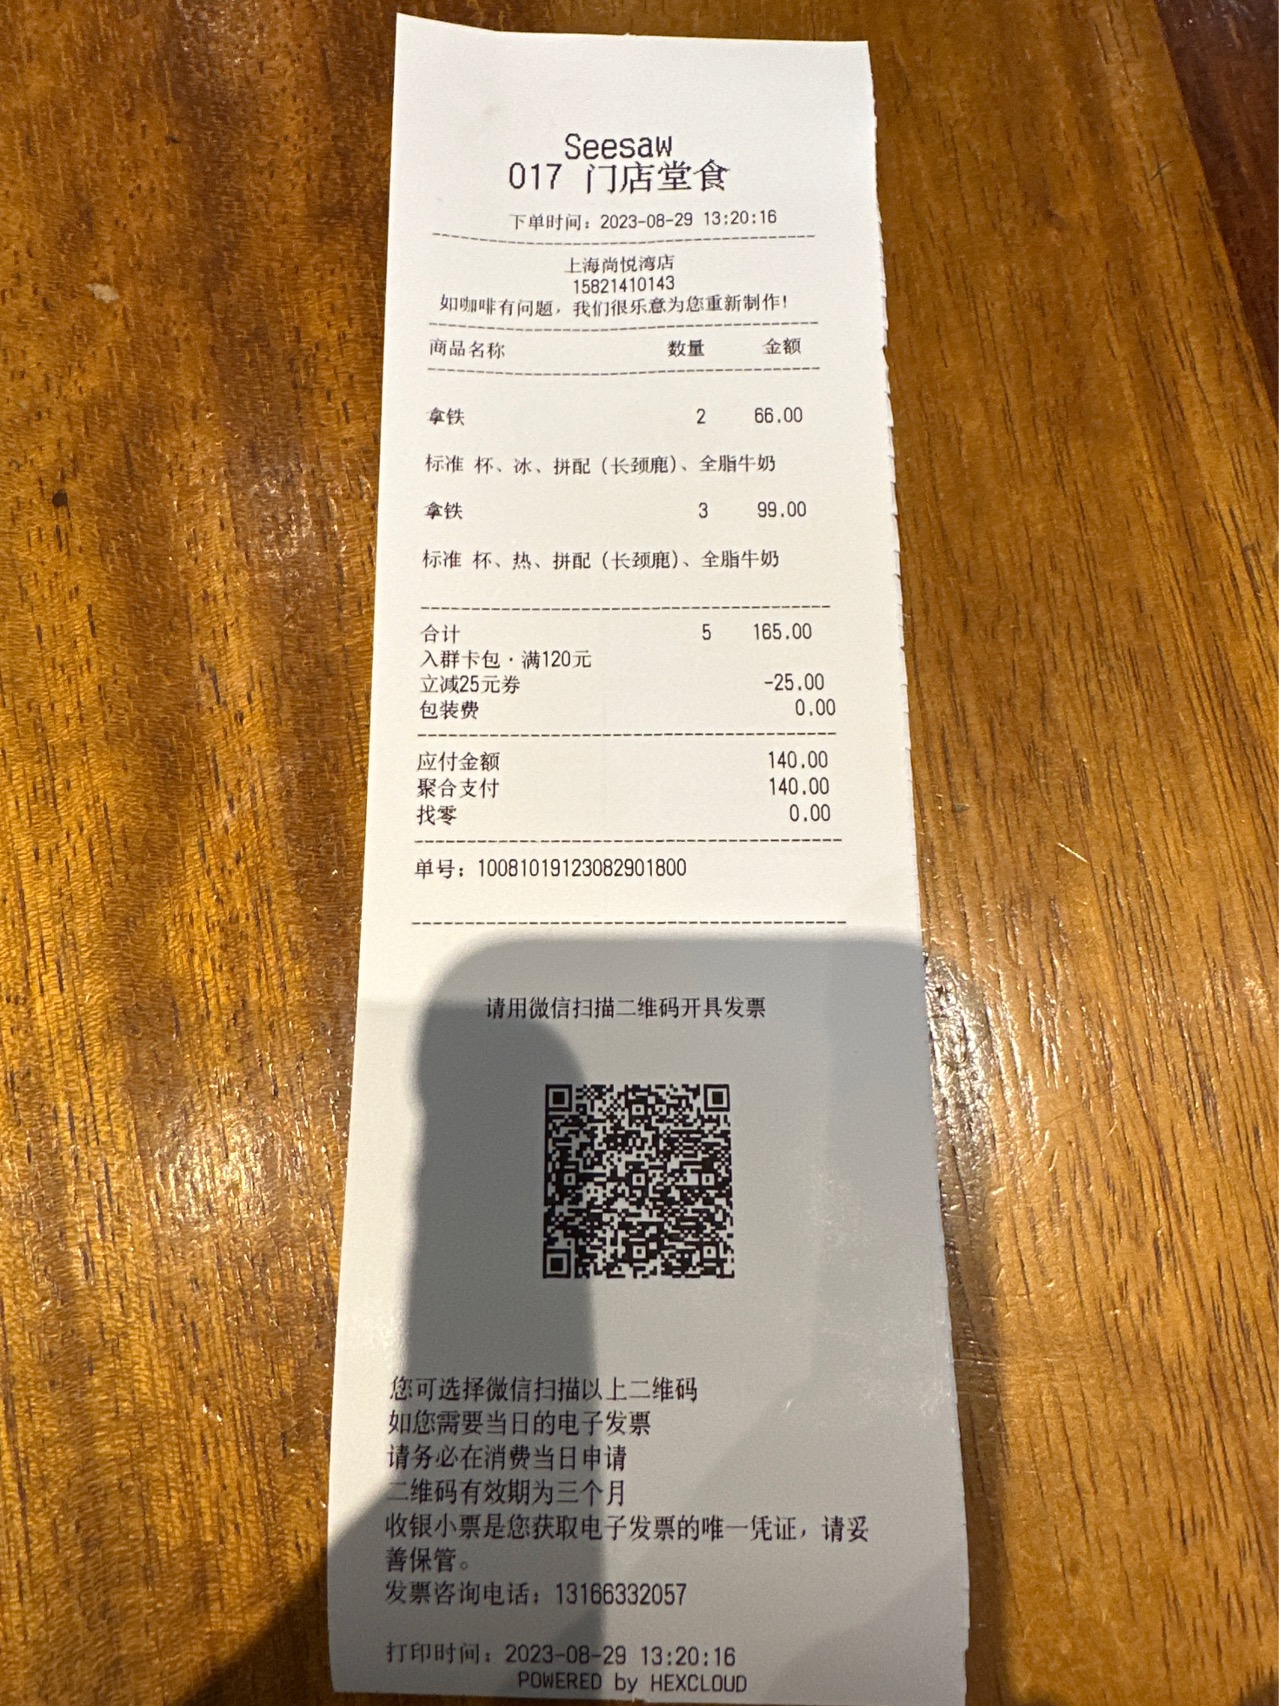 Seesaw
017 门店堂食
下单时间：2023-08-29 13:20:16
上海尚悦湾店
15821410143
如咖啡有问题，我们很乐意为您重新制作！
商品名称 数量 金额
拿铁 2 66.00
标准 杯、冰、拼配（长颈鹿）、全脂牛奶
拿铁 3 99.00
标准 杯、热、拼配（长颈鹿）、全脂牛奶
合计 5 165.00
入群卡包·满120元
立减25元券 -25.00
包装费 0.00
应付金额 140.00
聚合支付 140.00
找零 0.00
单号：10081019123082901800
请用微信扫描二维码开具发票
您可选择微信扫描以上二维码
如您需要当日的电子发票
请务必在消费当日申请
二维码有效期为三个月
收银小票是您获取电子发票的唯一凭证，请妥
善保管。
发票咨询电话：13166332057
打印时间：2023-08-29 13:20:16
POWERED by HEXCLOUD